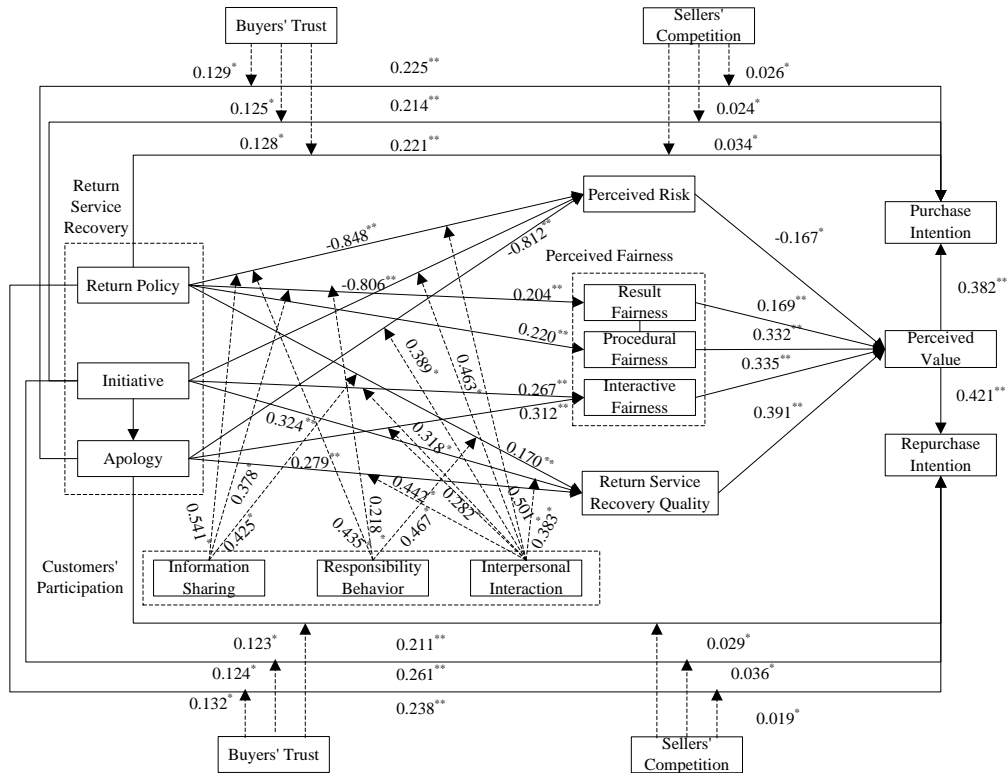 Buyers' Trust
Sellers'
Competition
0.129*
0.225**
0.026*
0.125*
0.214**
0.024*
0.128*
0.221**
0.034*
Return
Service
Recovery
Perceived Risk
Purchase
Intention
-0.848**
-0.812**
-0.167*
Perceived Fairness
Return Policy
-0.806**
0.204**
Result
Fairness
0.169**
0.382**
0.220**
Procedural
Fairness
0.332**
Perceived
Value
0.389*
0.463*
0.335**
Initiative
0.267**
Interactive
Fairness
0.312**
0.391**
0.421**
0.324**
0.318*
0.170**
Apology
0.279**
Repurchase
Intention
Return Service
Recovery Quality
0.541*
0.378*
0.425*
0.435*
0.218*
0.467*
0.442*
0.282*
0.501*
0.383*
Customers'
Participation
Information
Sharing
Responsibility
Behavior
Interpersonal
Interaction
0.123*
0.211**
0.029*
0.124*
0.261**
0.036*
0.132*
0.238**
0.019*
Buyers' Trust
Sellers'
Competition